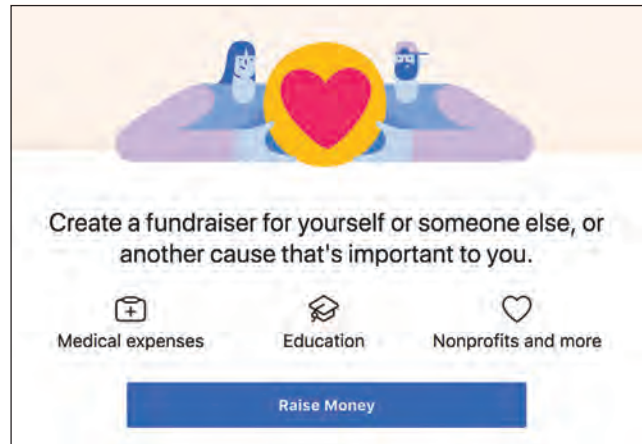 Create a fundraiser for yourself or someone else, or
another cause that's important to you.
Medical expenses
Education
Nonprofits and more
Raise Money